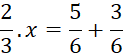 2/3 . x = 5/6 + 3/6